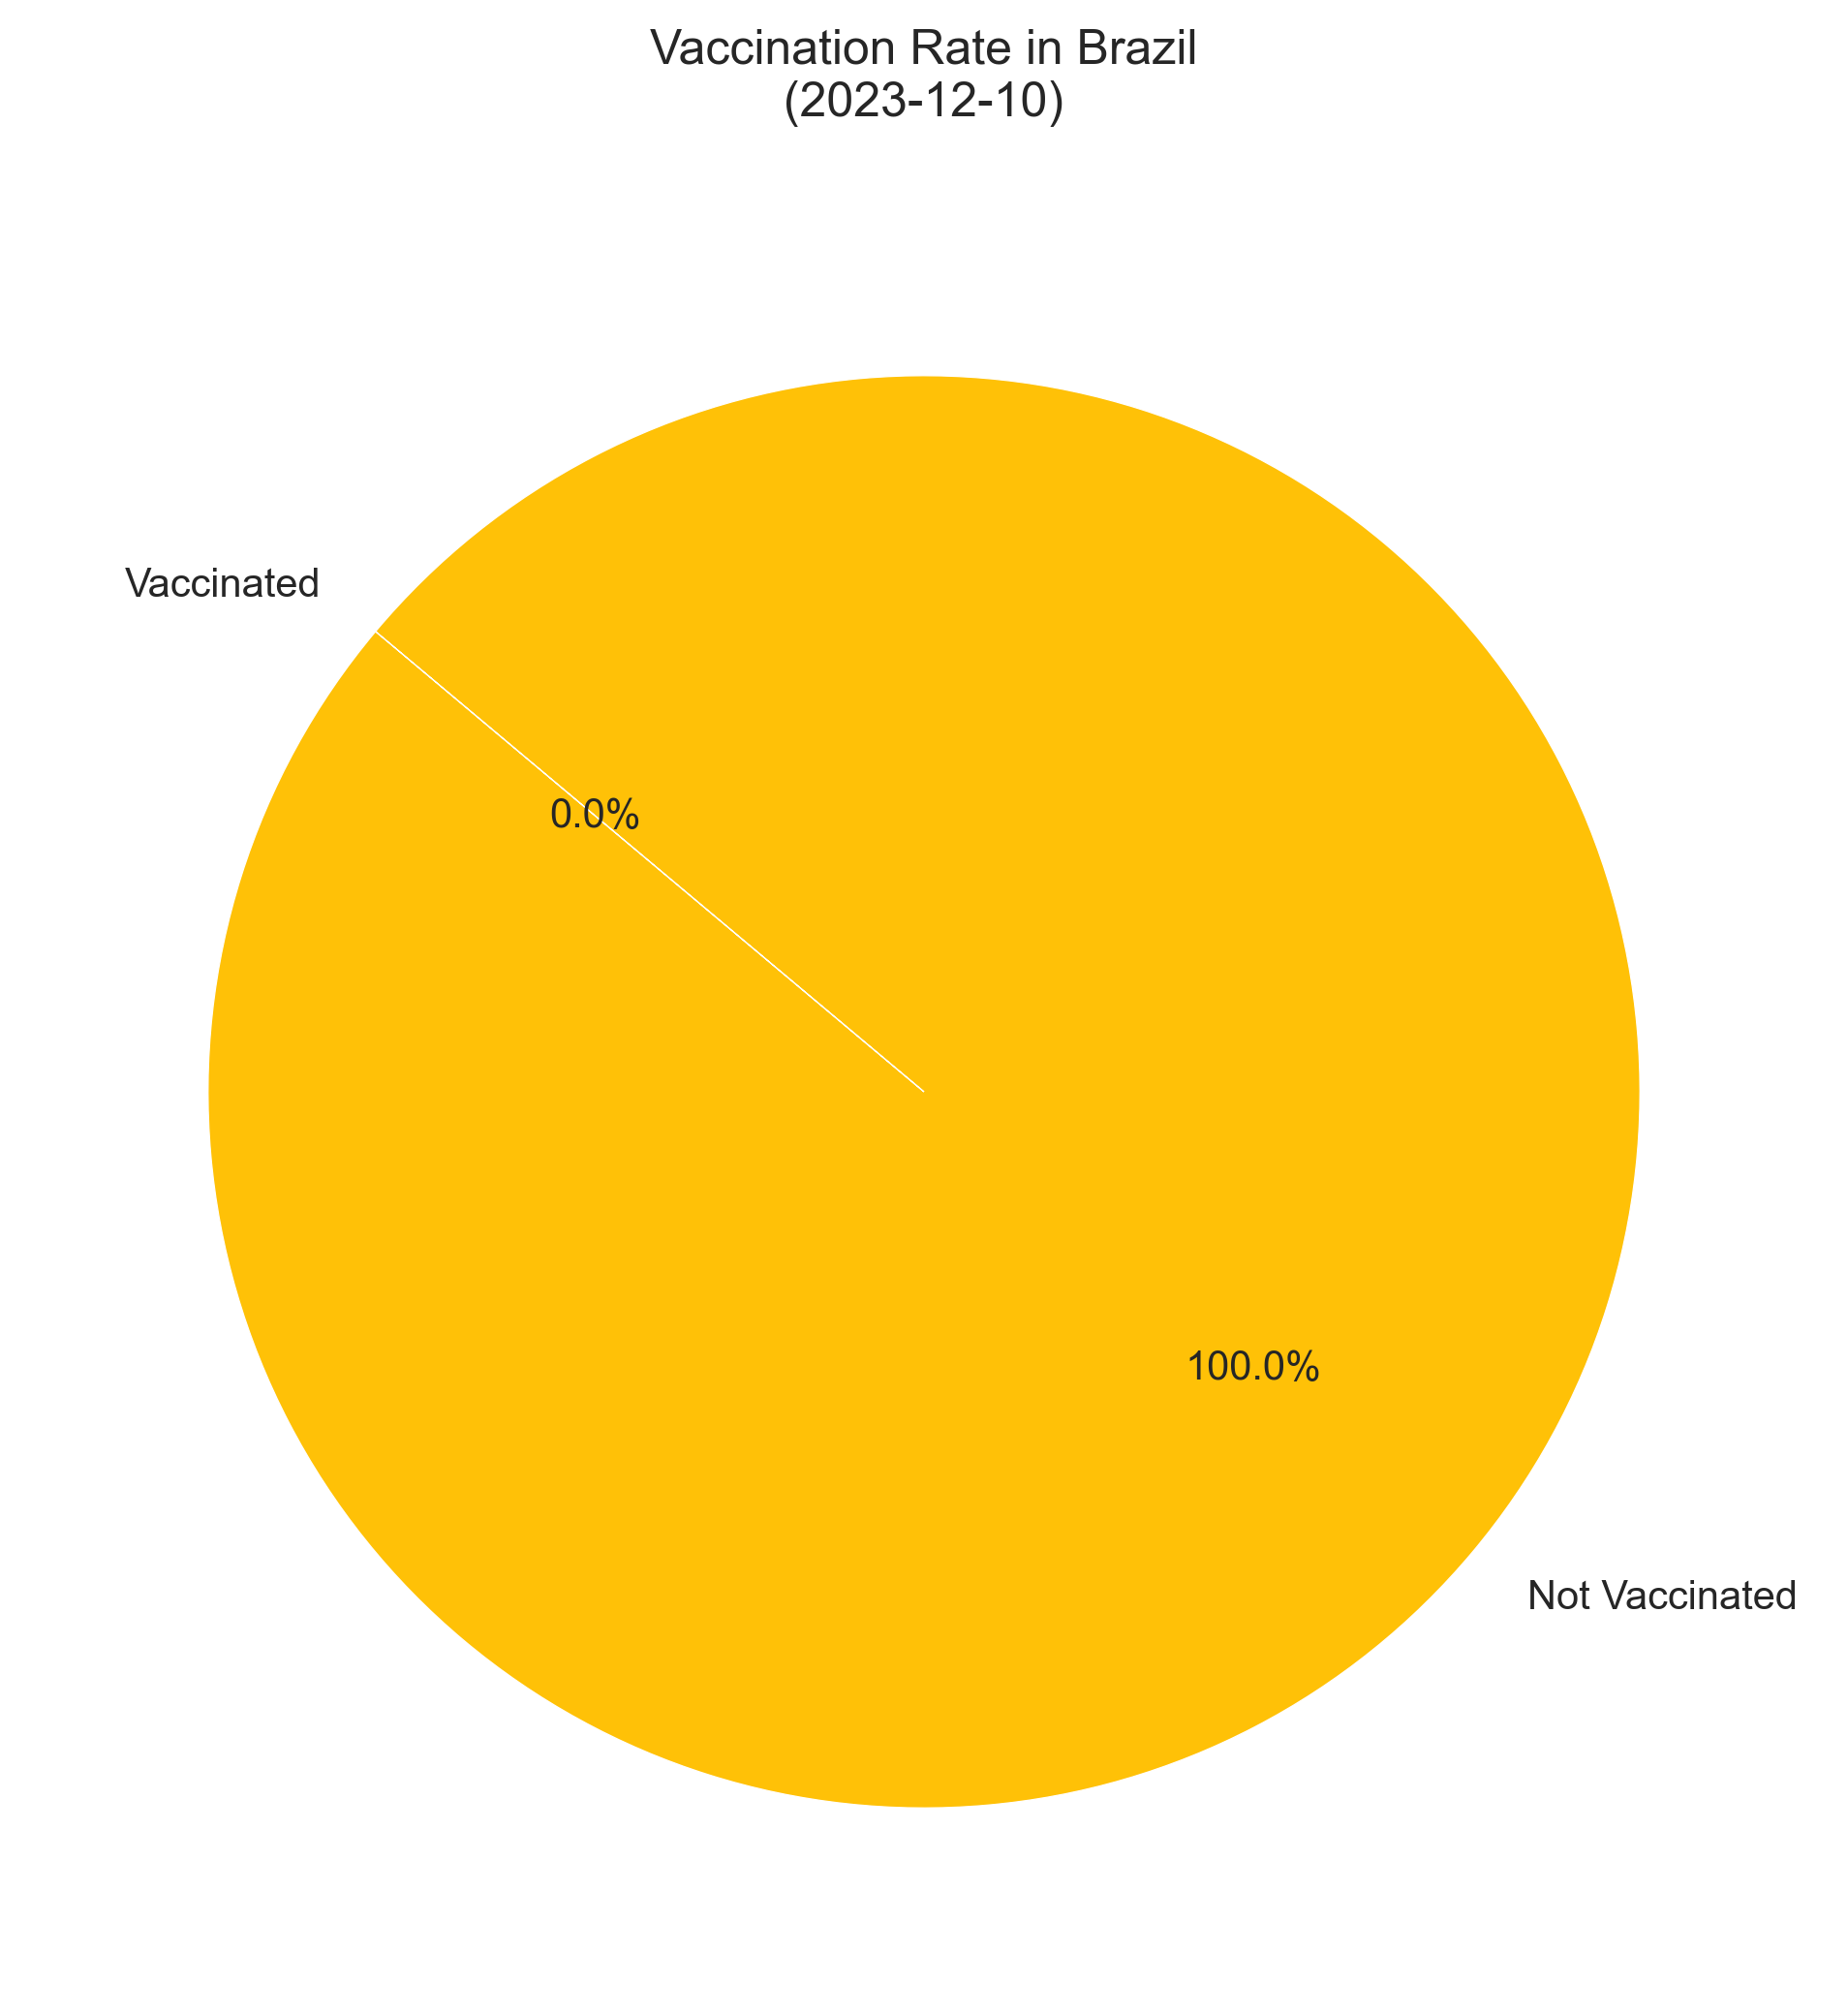 Vaccination Rate in Brazil
(2023-12-10)
Vaccinated
0.0%
100.0%
Not Vaccinated